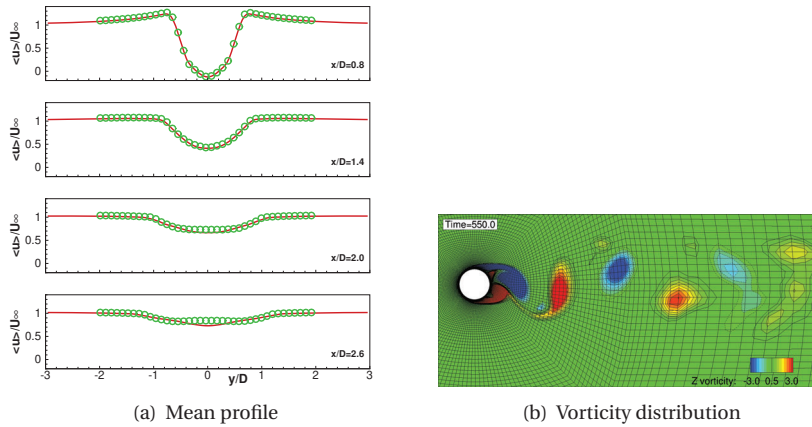 <u>/U∞
1
0.5
0
x/D=0.8
<u>/U∞
1
0.5
0
x/D=1.4
<u>/U∞
1
0.5
0
x/D=2.0
<u>/U∞
1
0.5
0
x/D=2.6
-3 -2 -1 0 1 2 3
y/D
(a) Mean profile
Time=550.0
Z vorticity: -3.0 0.5 3.0
(b) Vorticity distribution